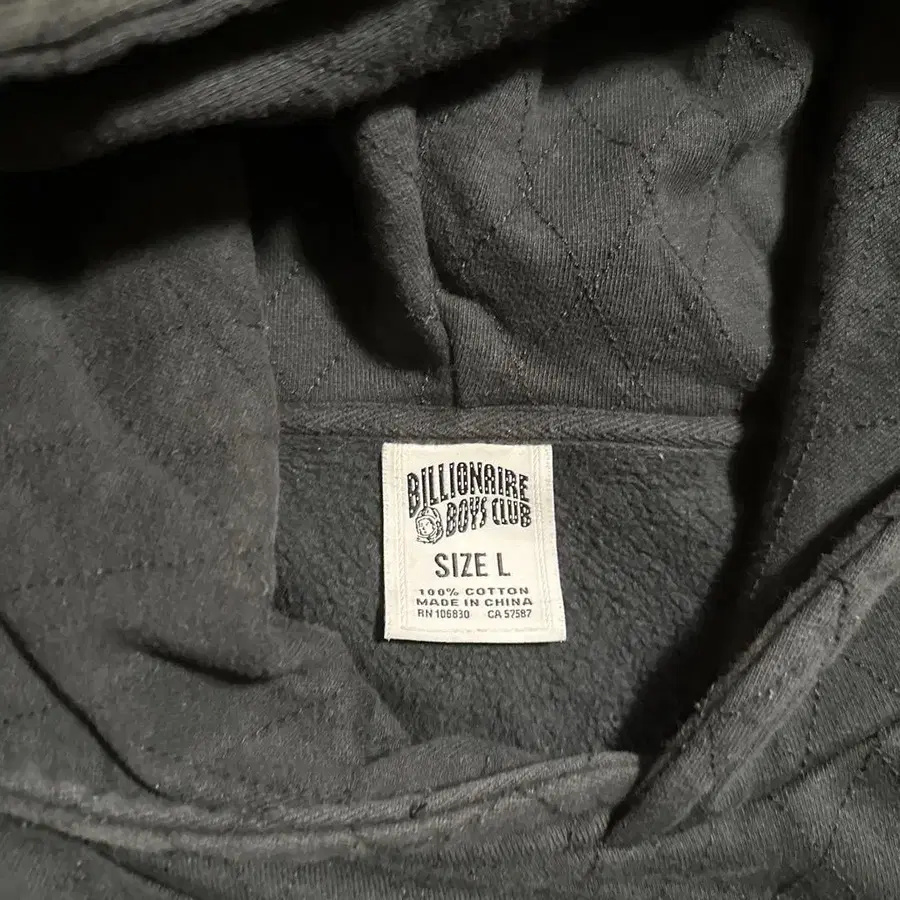 BILLIONAIRE
BOYS CLUB
SIZE L
100% COTTON
MADE IN CHINA
RN 106830 CA 57587